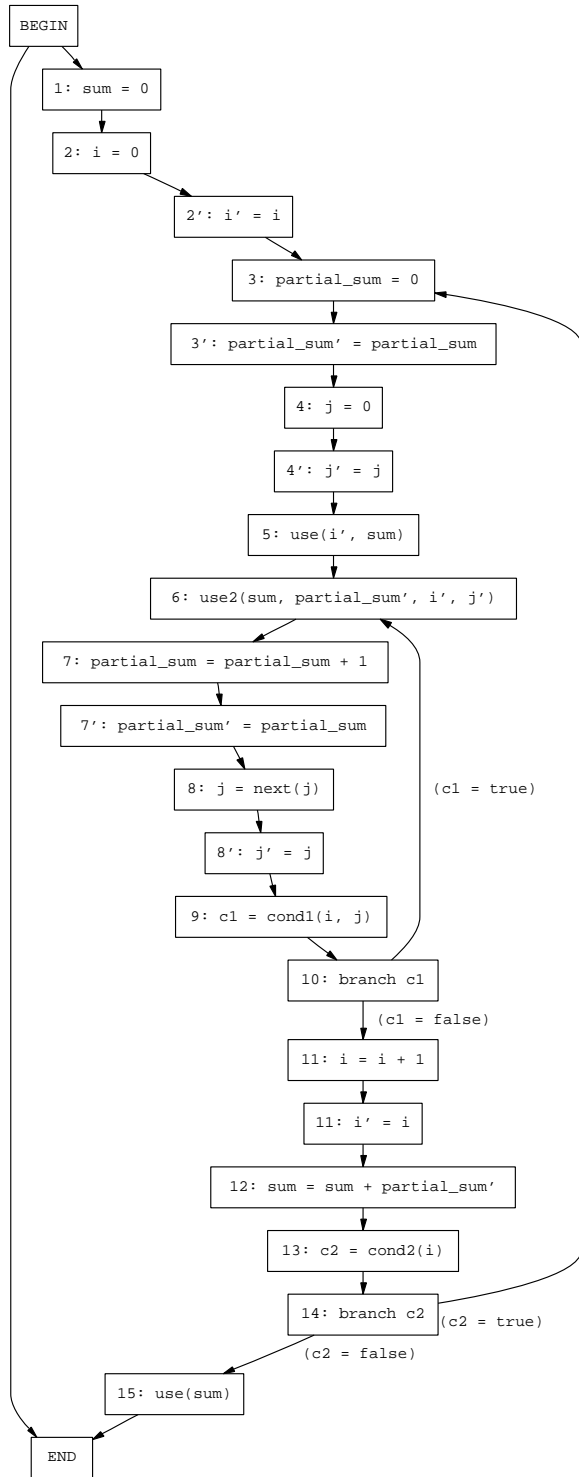 BEGIN
1: sum = 0
2: i = 0
2’: i’ = i
3: partial_sum = 0
3’: partial_sum’ = partial_sum
4: j = 0
4’: j’ = j
5: use(i’, sum)
6: use2(sum, partial_sum’, i’, j’)
7: partial_sum = partial_sum + 1
7’: partial_sum’ = partial_sum
8: j = next(j)
(c1 = true)
8’: j’ = j
9: c1 = cond1(i, j)
10: branch c1
(c1 = false)
11: i = i + 1
11: i’ = i
12: sum = sum + partial_sum’
13: c2 = cond2(i)
14: branch c2
(c2 = true)
(c2 = false)
15: use(sum)
END